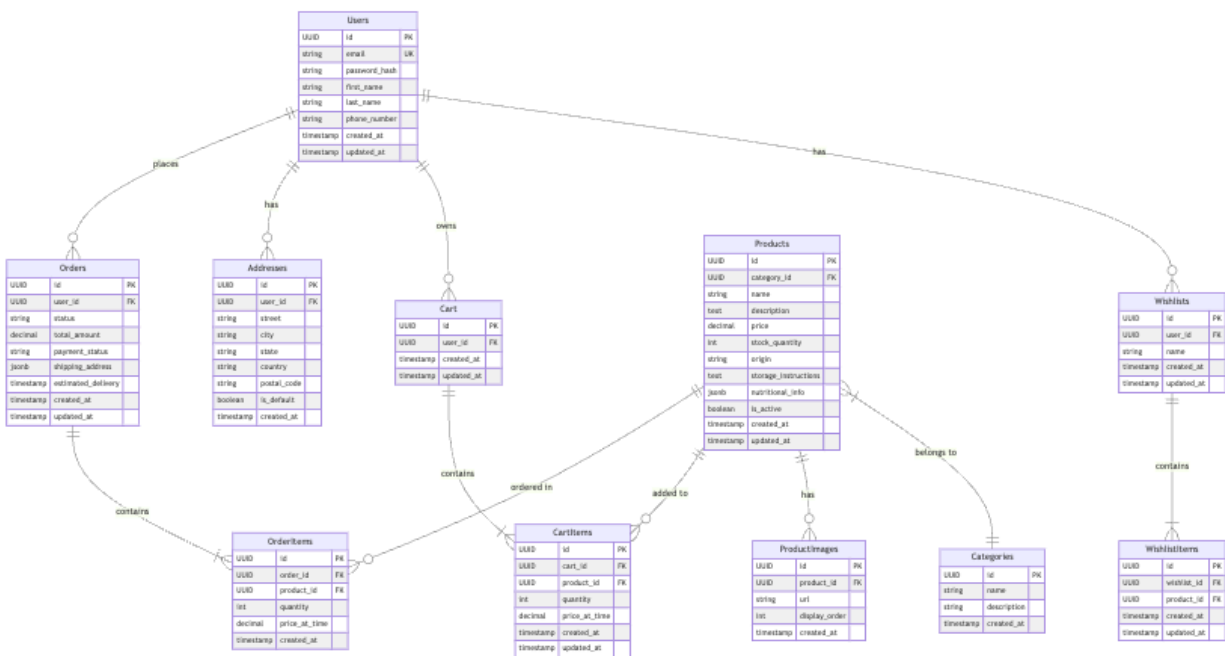 Users
UUID id PK
string email UK
string password_hash
string first_name
string last_name
string phone_number
timestamp created_at
timestamp updated_at
places
has
owns
has
Orders
UUID id PK
UUID user_id FK
string status
decimal total_amount
string payment_status
jsonb shipping_address
timestamp estimated_delivery
timestamp created_at
timestamp updated_at
Addresses
UUID id PK
UUID user_id FK
string street
string city
string state
string country
string postal_code
boolean is_default
timestamp created_at
Cart
UUID id PK
UUID user_id FK
timestamp created_at
timestamp updated_at
Products
UUID id PK
UUID category_id FK
string name
text description
decimal price
int stock_quantity
string origin
text storage_instructions
jsonb nutritional_info
boolean is_active
timestamp created_at
timestamp updated_at
Wishlists
UUID id PK
UUID user_id FK
string name
timestamp created_at
timestamp updated_at
contains
contains
ordered in
added to
has
belongs to
contains
OrderItems
UUID id PK
UUID order_id FK
UUID product_id FK
int quantity
decimal price_at_time
timestamp created_at
CartItems
UUID id PK
UUID cart_id FK
UUID product_id FK
int quantity
decimal price_at_time
timestamp created_at
timestamp updated_at
ProductImages
UUID id PK
UUID product_id FK
string url
int display_order
timestamp created_at
Categories
UUID id PK
string name
string description
timestamp created_at
WishlistItems
UUID id PK
UUID wishlist_id FK
UUID product_id FK
timestamp created_at
timestamp updated_at